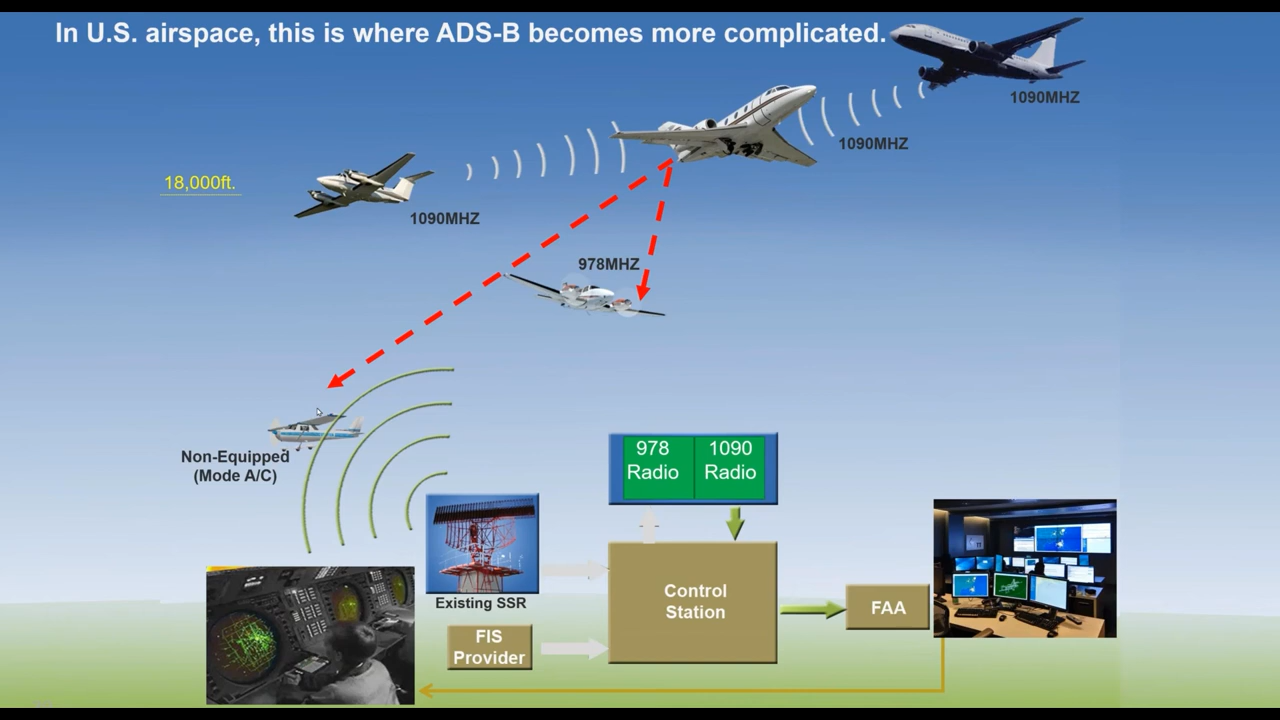 In U.S. airspace, this is where ADS-B becomes more complicated.
1090MHZ
1090MHZ
18,000ft.
1090MHZ
978MHZ
Non-Equipped
(Mode A/C)
978
Radio
1090
Radio
Existing SSR
Control
Station
FAA
FIS
Provider